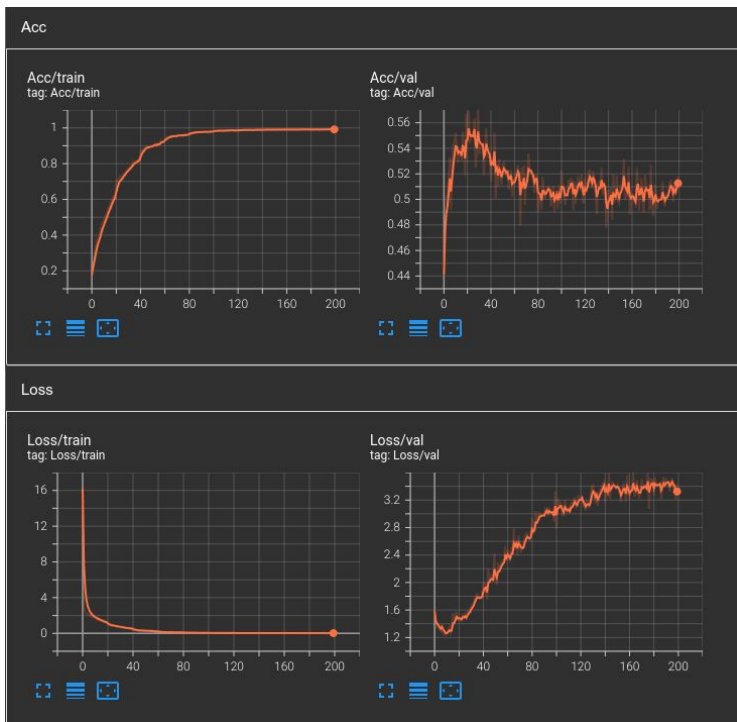 Acc
Acc/train
tag: Acc/train
1
0.8
0.6
0.4
0.2
0 40 80 120 160 200
Acc/val
tag: Acc/val
0.56
0.54
0.52
0.5
0.48
0.46
0.44
0 40 80 120 160 200
Loss
Loss/train
tag: Loss/train
16
12
8
4
0
0 40 80 120 160 200
Loss/val
tag: Loss/val
3.2
2.8
2.4
2
1.6
1.2
0 40 80 120 160 200